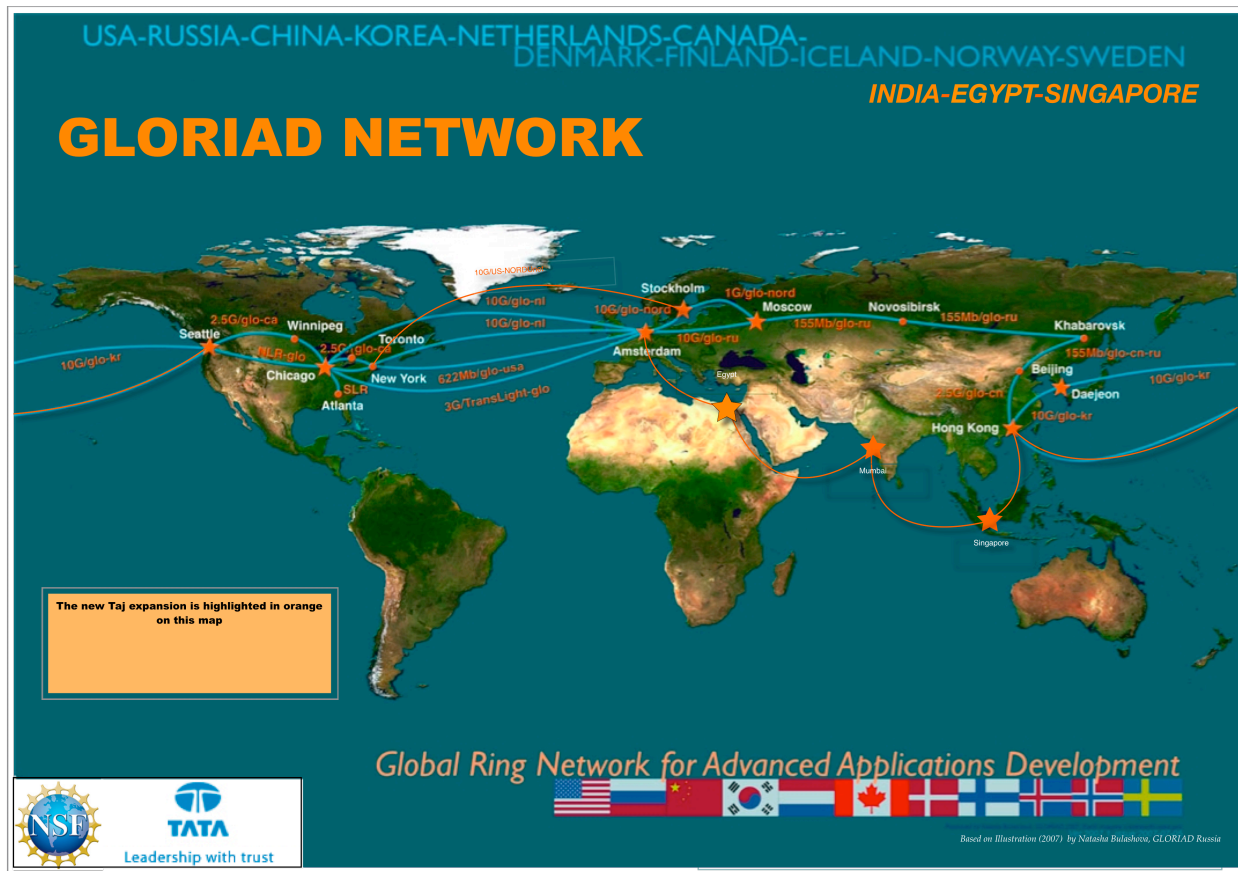 USA-RUSSIA-CHINA-KOREA-NETHERLANDS-CANADA-
DENMARK-FINLAND-ICELAND-NORWAY-SWEDEN
INDIA-EGYPT-SINGAPORE
GLORIAD NETWORK
Stockholm
1G/glo-nord
10G/glo-nl
10G/glo-nord
Moscow
Novosibirsk
155Mb/glo-ru
2.5G/glo-ca
Winnipeg
10G/glo-nl
155Mb/glo-ru
Khabarovsk
Seattle
Toronto
10G/glo-ru
NLR-glo
Amsterdam
155Mb/glo-cn-ru
10G/glo-kr
Chicago
New York
622Mb/glo-usa
Egypt
Beijing
10G/glo-kr
SLR
3G/TransLight-glo
2.5G/glo-cn
Daejeon
Atlanta
10G/glo-kr
Hong Kong
Mumbai
Singapore
The new Taj expansion is highlighted in orange
on this map
Global Ring Network for Advanced Applications Development
NSF
TATA
Leadership with trust
Based on Illustration (2007) by Natasha Bulashova, GLORIAD Russia